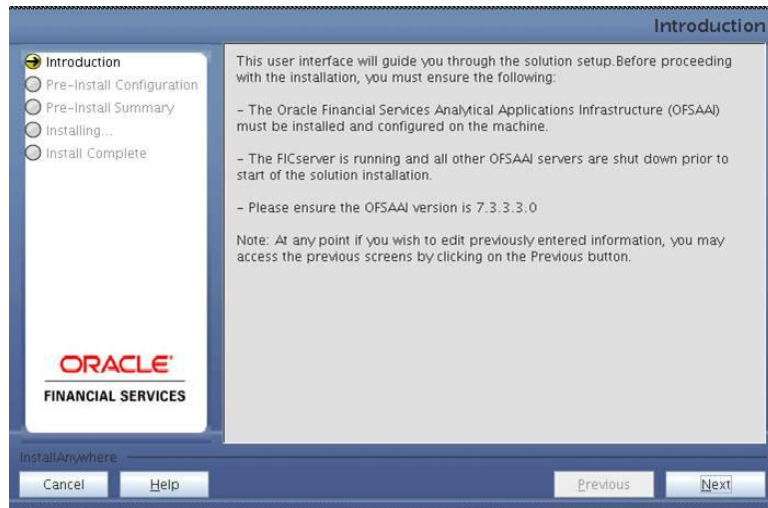 Introduction
Introduction
Pre-Install Configuration
Pre-Install Summary
Installing...
Install Complete
ORACLE'
FINANCIAL SERVICES
This user interface will guide you through the solution setup.Before proceeding
with the installation, you must ensure the following:
- The Oracle Financial Services Analytical Applications Infrastructure (OFSAAI)
must be installed and configured on the machine.
- The FICserver is running and all other OFSAAI servers are shut down prior to
start of the solution installation.
- Please ensure the OFSAAI version is 7.3.3.3.0
Note: At any point if you wish to edit previously entered information, you may
access the previous screens by clicking on the Previous button.
InstallAnywhere
Cancel
Help
Previous
Next